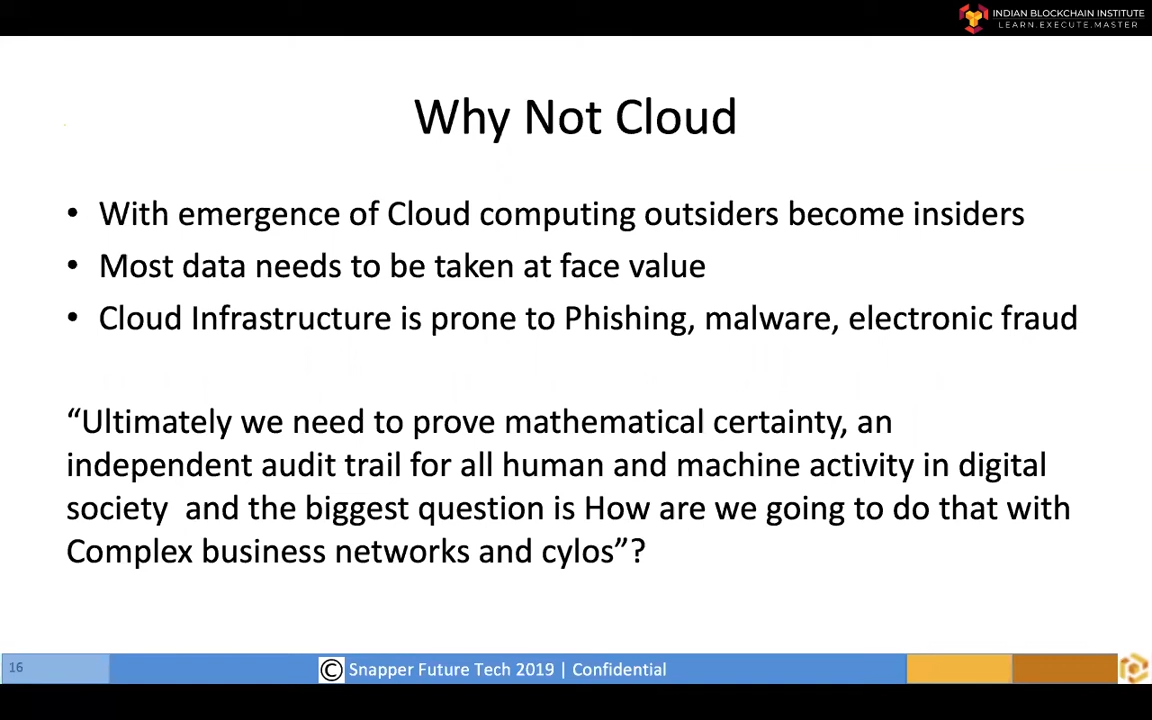 INDIAN BLOCKCHAIN INSTITUTE
LEARN.EXECUTE.MASTER
Why Not Cloud
• With emergence of Cloud computing outsiders become insiders
• Most data needs to be taken at face value
• Cloud Infrastructure is prone to Phishing, malware, electronic fraud
“Ultimately we need to prove mathematical certainty, an
independent audit trail for all human and machine activity in digital
society and the biggest question is How are we going to do that with
Complex business networks and cylos”?
16
© Snapper Future Tech 2019 | Confidential